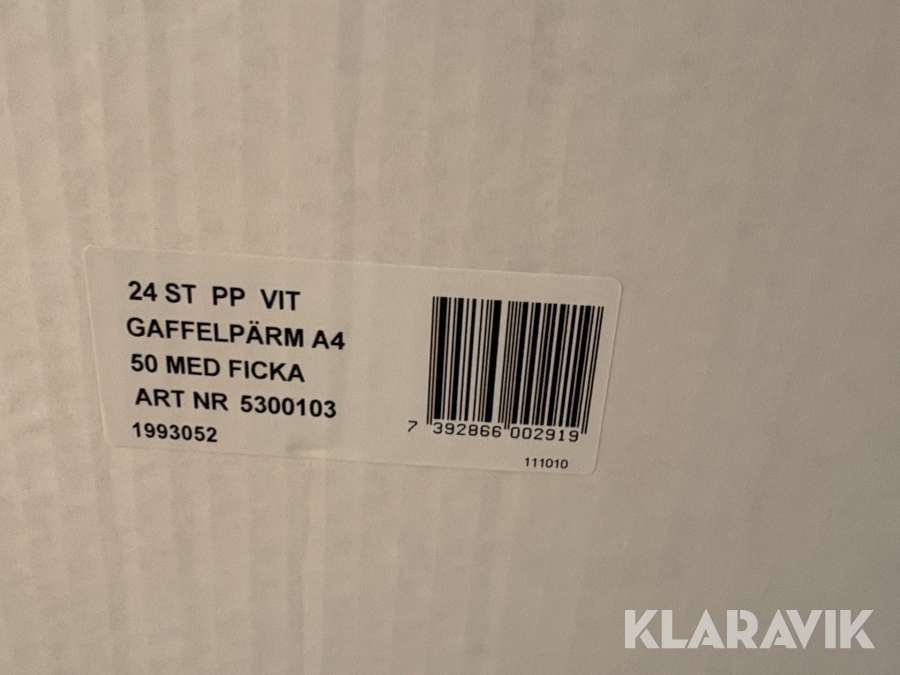 24 ST PP VIT
GAFFELPÄRM A4
50 MED FICKA
ART NR 5300103
1993052
7 392866 002919
111010
KLARAVIK